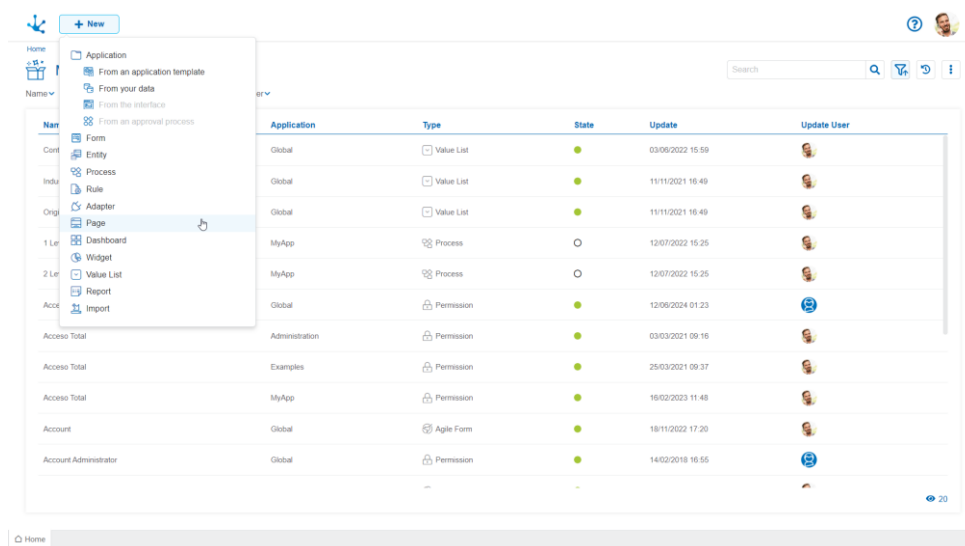 + New
Home
Application
From an application template
From your data
From the interface
From an approval process
Form
Entity
Process
Rule
Adapter
Page
Dashboard
Widget
Value List
Report
Import
Search
Name
Application Type State Update Update User
Global Value List 03/06/2022 15:59
Global Value List 11/11/2021 16:49
Global Value List 11/11/2021 16:49
MyApp Process 12/07/2022 15:25
MyApp Process 12/07/2022 15:25
Global Permission 12/06/2024 01:23
Acceso Total Administration Permission 03/03/2021 09:16
Acceso Total Examples Permission 25/03/2021 09:37
Acceso Total MyApp Permission 16/02/2023 11:48
Account Global Agile Form 18/11/2022 17:20
Account Administrator Global Permission 14/02/2018 16:55
20
Home